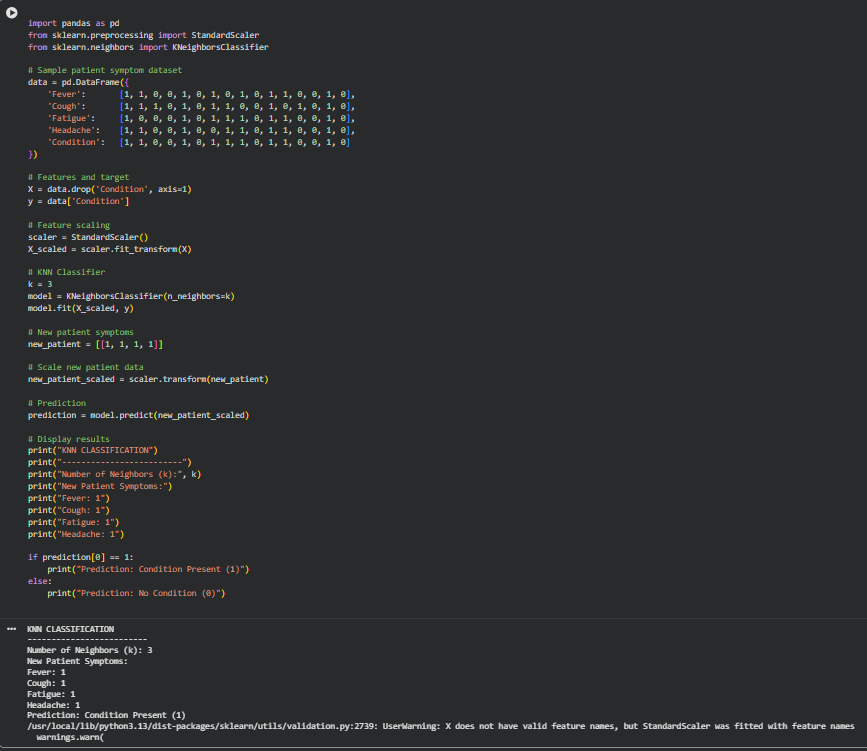 import pandas as pd
from sklearn.preprocessing import StandardScaler
from sklearn.neighbors import KNeighborsClassifier

# Sample patient symptom dataset
data = pd.DataFrame({
    'Fever':      [1, 1, 0, 0, 1, 0, 1, 0, 1, 0, 1, 1, 0, 0, 1, 0],
    'Cough':      [1, 1, 1, 0, 1, 0, 1, 1, 0, 0, 1, 0, 1, 0, 1, 0],
    'Fatigue':    [1, 0, 0, 0, 1, 0, 1, 1, 1, 0, 1, 1, 0, 0, 1, 0],
    'Headache':   [1, 1, 0, 0, 1, 0, 0, 1, 1, 0, 1, 1, 0, 0, 1, 0],
    'Condition':  [1, 1, 0, 0, 1, 0, 1, 1, 1, 0, 1, 1, 0, 0, 1, 0]
})

# Features and target
X = data.drop('Condition', axis=1)
y = data['Condition']

# Feature scaling
scaler = StandardScaler()
X_scaled = scaler.fit_transform(X)

# KNN Classifier
k = 3
model = KNeighborsClassifier(n_neighbors=k)
model.fit(X_scaled, y)

# New patient symptoms
new_patient = [[1, 1, 1, 1]]

# Scale new patient data
new_patient_scaled = scaler.transform(new_patient)

# Prediction
prediction = model.predict(new_patient_scaled)

# Display results
print("KNN CLASSIFICATION")
print("-------------------------")
print("Number of Neighbors (k):", k)
print("New Patient Symptoms:")
print("Fever: 1")
print("Cough: 1")
print("Fatigue: 1")
print("Headache: 1")

if prediction[0] == 1:
    print("Prediction: Condition Present (1)")
else:
    print("Prediction: No Condition (0)")

KNN CLASSIFICATION
-------------------------
Number of Neighbors (k): 3
New Patient Symptoms:
Fever: 1
Cough: 1
Fatigue: 1
Headache: 1
Prediction: Condition Present (1)
/usr/local/lib/python3.13/dist-packages/sklearn/utils/validation.py:2739: UserWarning: X does not have valid feature names, but StandardScaler was fitted with feature names
  warnings.warn(